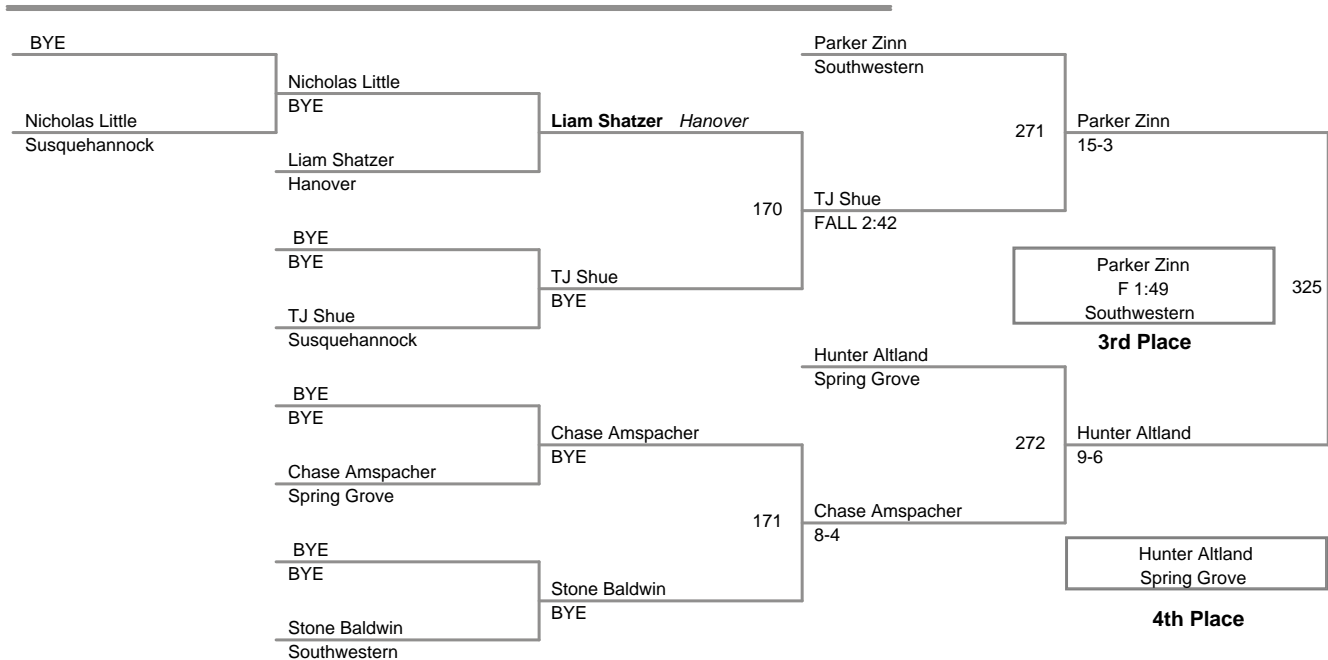 BYE
Nicholas Little
Susquehannock
Nicholas Little
BYE
Liam Shatzer
Hanover
BYE
BYE
TJ Shue
Susquehannock
BYE
BYE
Chase Amspacher
Spring Grove
BYE
BYE
Stone Baldwin
Southwestern
Liam Shatzer Hanover
TJ Shue
BYE
Chase Amspacher
BYE
Stone Baldwin
BYE
170
171
Parker Zinn
Southwestern
TJ Shue
FALL 2:42
Hunter Altland
Spring Grove
Chase Amspacher
8-4
271
272
Parker Zinn
15-3
Parker Zinn
F 1:49
Southwestern
3rd Place
325
Hunter Altland
9-6
Hunter Altland
Spring Grove
4th Place